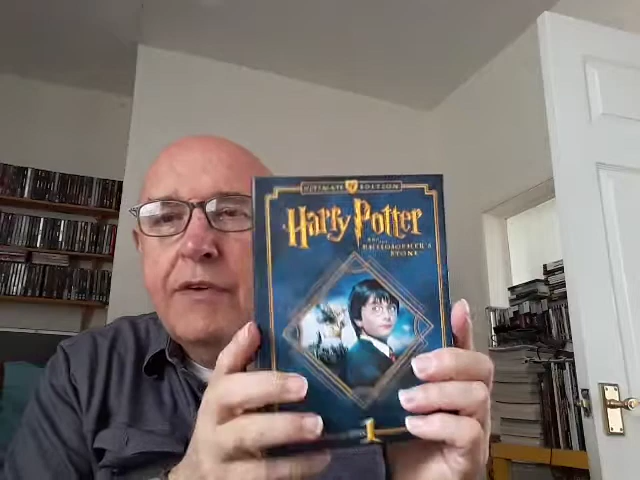 ULTIMATE EDITION
Harry Potter
AND THE
PHILOSOPHER'S
STONE
1